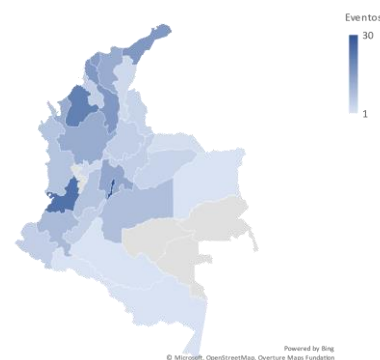 Eventos
30
1
Powered by Bing
© Microsoft, OpenStreetMap, Overture Maps Fundation